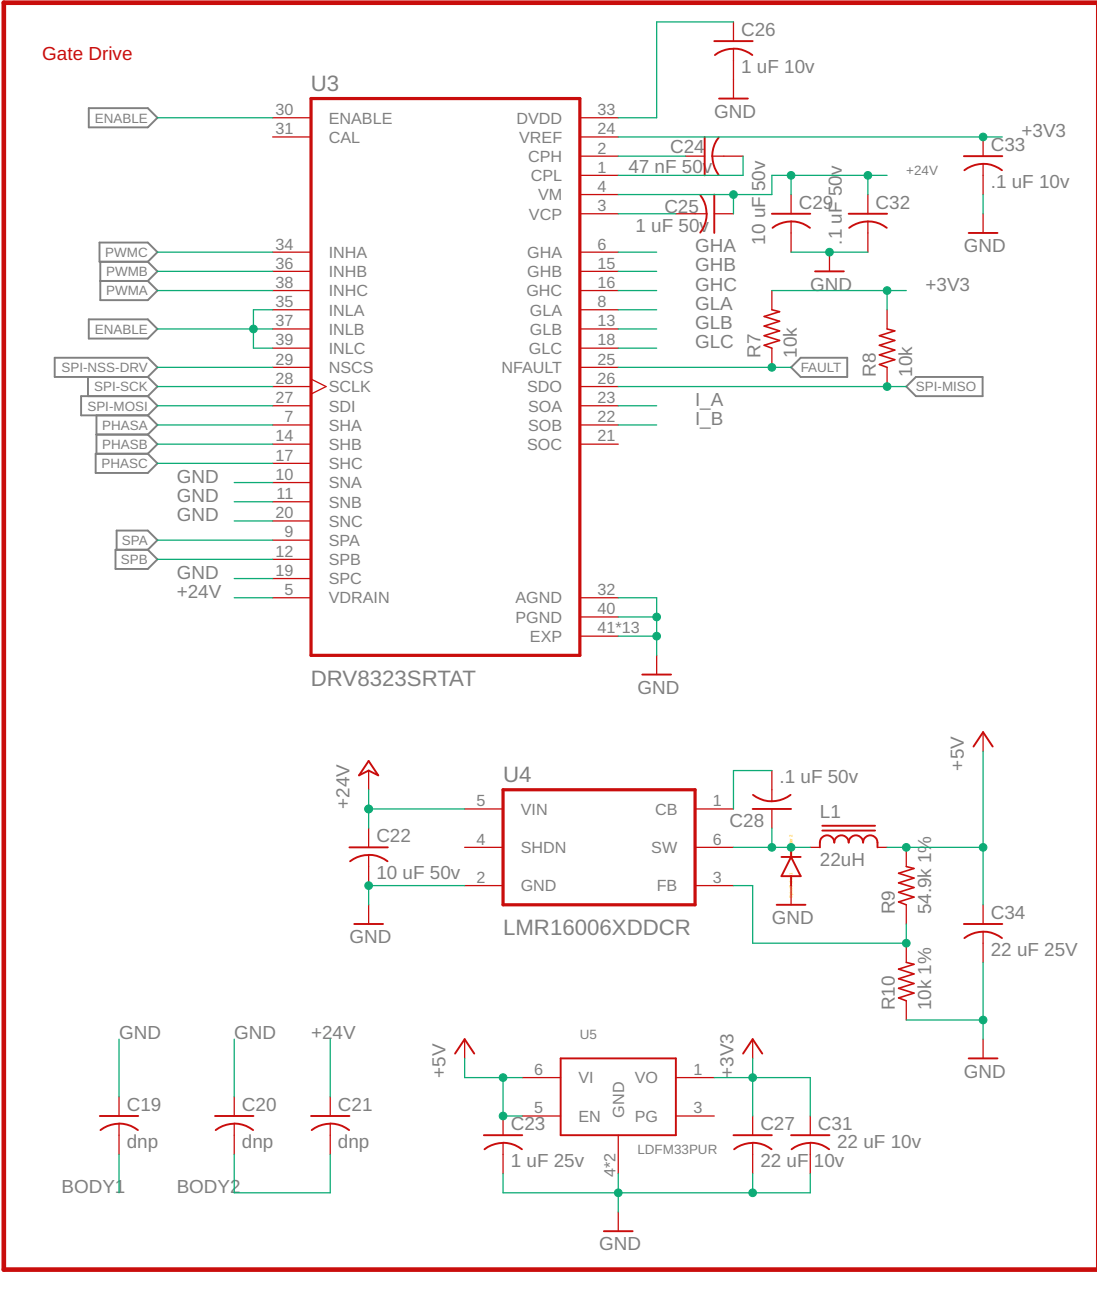 Gate Drive
C26
1 uF 10v
GND
U3
ENABLE
30
31
ENABLE
CAL
DVDD
VREF
CPH
CPL
VM
VCP
33
24
2
1
4
3
C24
47 nF 50v
C25
1 uF 50v
10 uF 50v
C29
.1 uF 50v
C32
+24V
GND
+3V3
C33
.1 uF 10v
GND
PWMC
34
INHA
PWMB
36
INHB
PWMA
38
INHC
35
INLA
ENABLE
37
INLB
39
INLC
SPI-NSS-DRV
29
NSCS
SPI-SCK
28
SCLK
SPI-MOSI
27
SDI
PHASA
7
SHA
PHASB
14
SHB
PHASC
17
SHC
GND
10
SNA
GND
11
SNB
GND
20
SNC
SPA
9
SPA
SPB
12
SPB
GND
19
SPC
+24V
5
VDRAIN
GHA
6
GHA
GHB
15
GHB
GHC
16
GHC
GLA
8
GLA
GLB
13
GLB
GLC
18
GLC
NFAULT
25
SDO
26
SOA
23
I_A
SOB
22
I_B
SOC
21
+3V3
R7
10k
R8
10k
FAULT
SPI-MISO
AGND
32
PGND
40
EXP
41*13
GND
DRV8323SRTAT
+24V
C22
10 uF 50v
GND
U4
5
VIN
4
SHDN
2
GND
CB
1
SW
6
FB
3
LMR16006XDDCR
.1 uF 50v
C28
L1
22uH
GND
+5V
R9
54.9k 1%
R10
10k 1%
C34
22 uF 25V
GND
GND
C19
dnp
BODY1
GND
C20
dnp
BODY2
+24V
C21
dnp
+5V
U5
6
VI
5
EN
GND
VO
1
PG
3
4*2
LDFM33PUR
C23
1 uF 25v
+3V3
C27
22 uF 10v
C31
22 uF 10v
GND